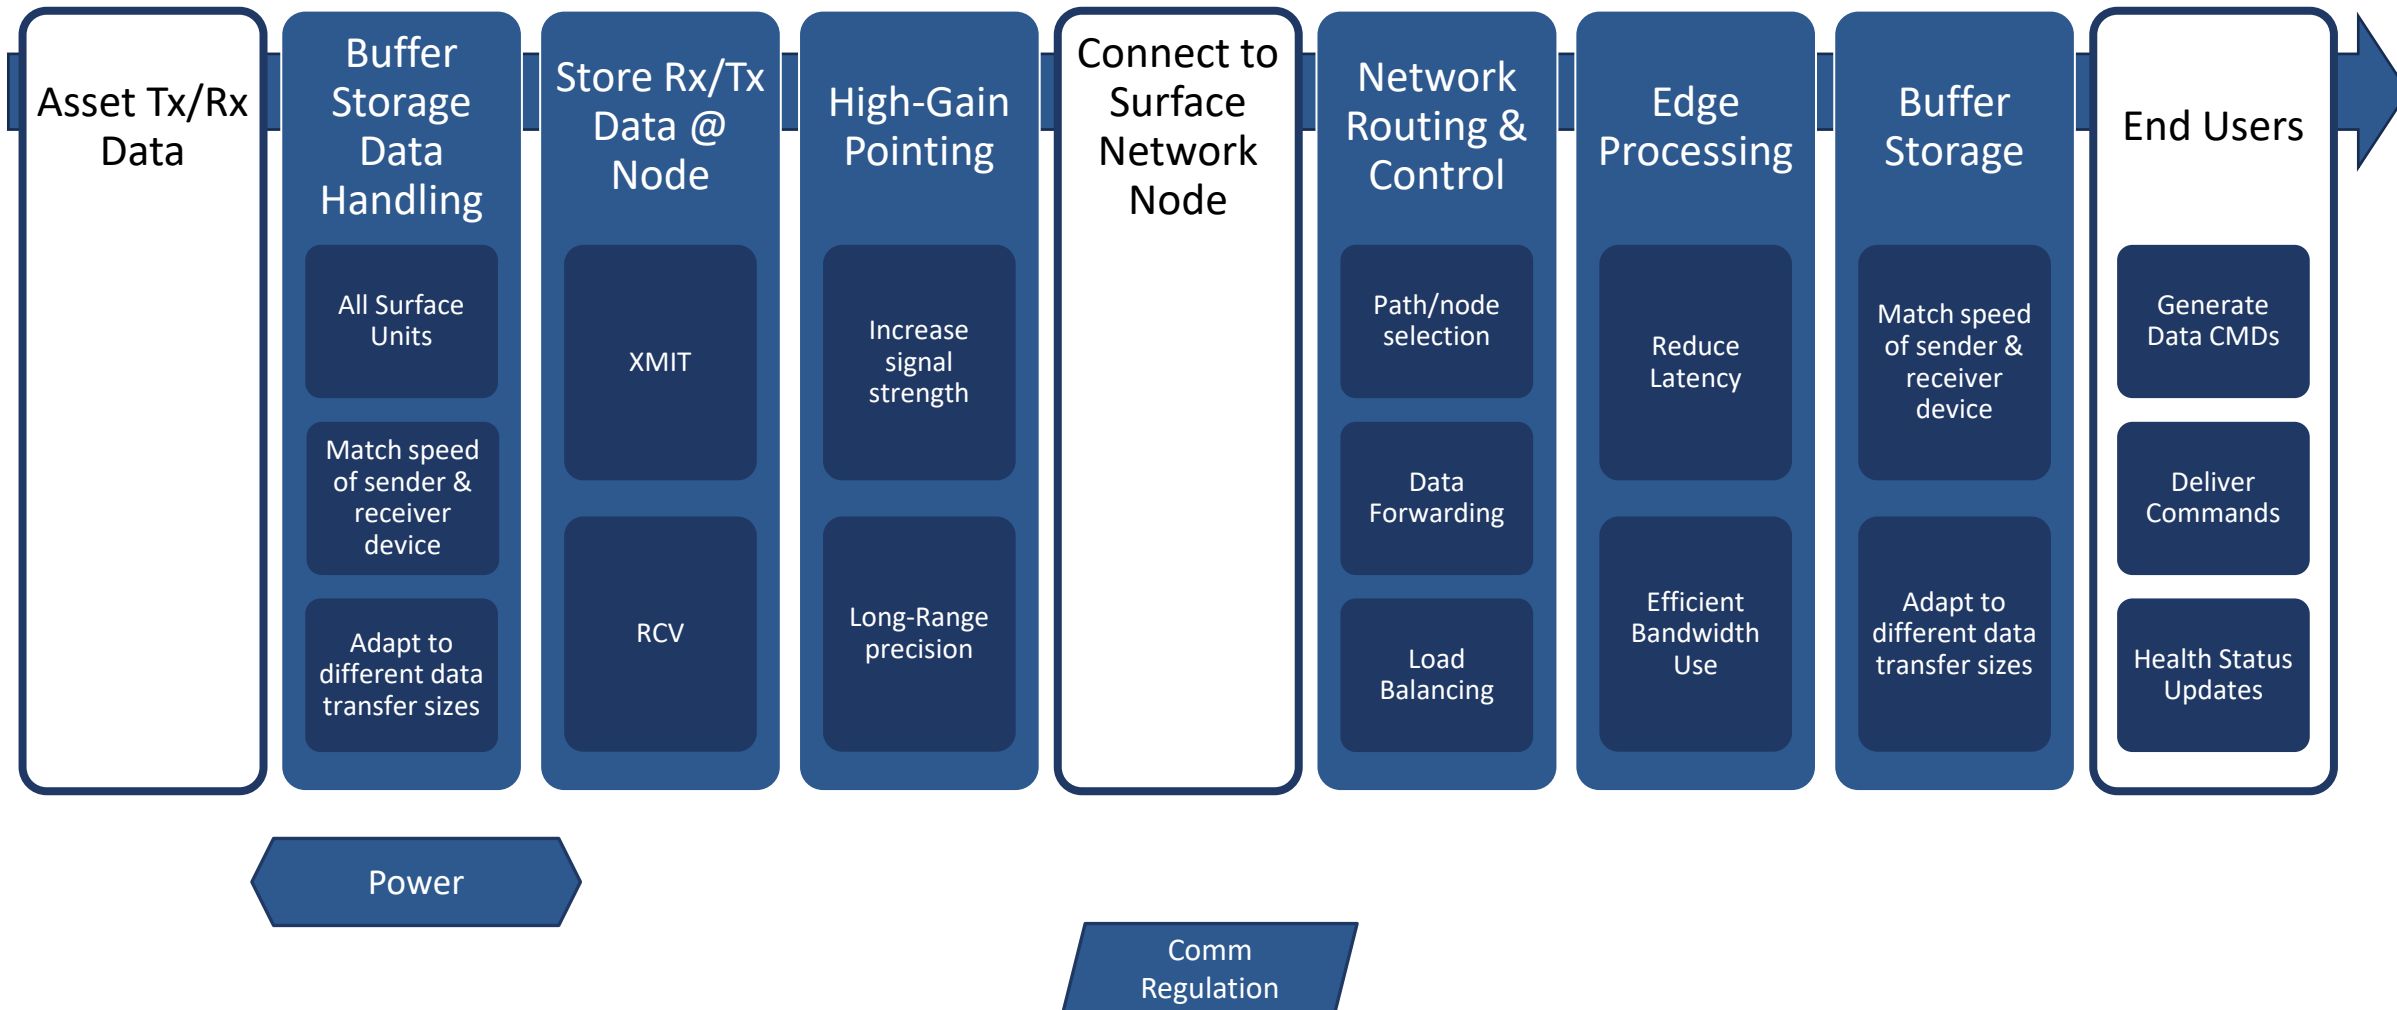 Asset Tx/Rx
Data
Buffer
Storage
Data
Handling
All Surface
Units
Match speed
of sender &
receiver
device
Adapt to
different data
transfer sizes
Store Rx/Tx
Data @
Node
XMIT
RCV
High-Gain
Pointing
Increase
signal
strength
Long-Range
precision
Connect to
Surface
Network
Node
Network
Routing &
Control
Path/node
selection
Data
Forwarding
Load
Balancing
Edge
Processing
Reduce
Latency
Efficient
Bandwidth
Use
Buffer
Storage
Match speed
of sender &
receiver
device
Adapt to
different data
transfer sizes
End Users
Generate
Data CMDs
Deliver
Commands
Health Status
Updates
Power
Comm
Regulation